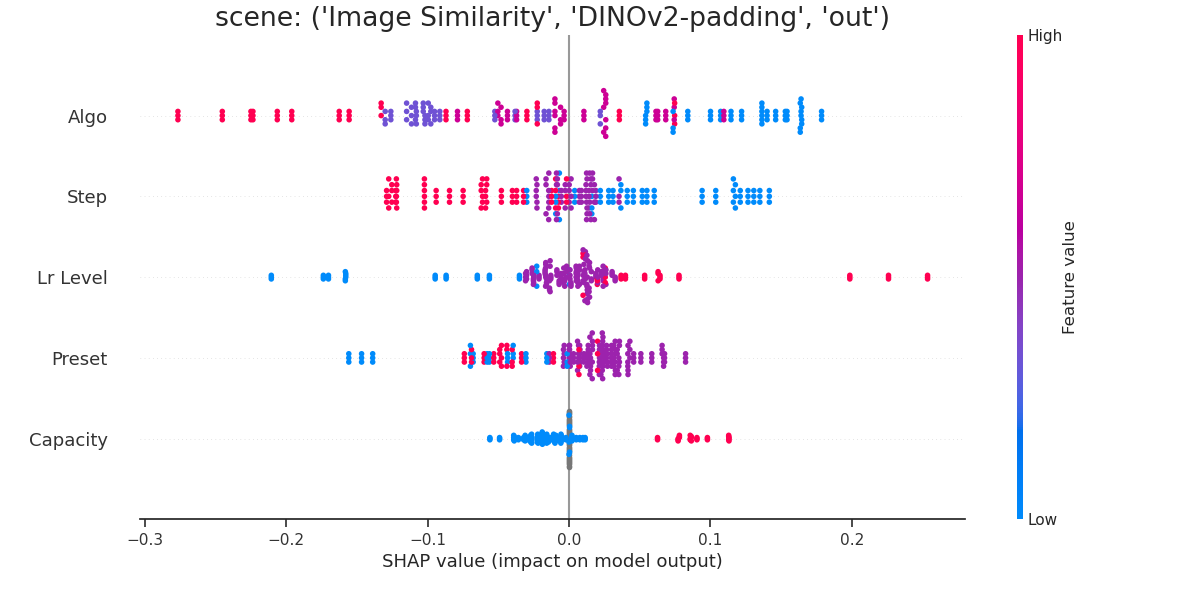 scene: ('Image Similarity', 'DINOv2-padding', 'out')
High
Algo
Step
Lr Level
Preset
Capacity
Feature value
Low
−0.3 −0.2 −0.1 0.0 0.1 0.2
SHAP value (impact on model output)